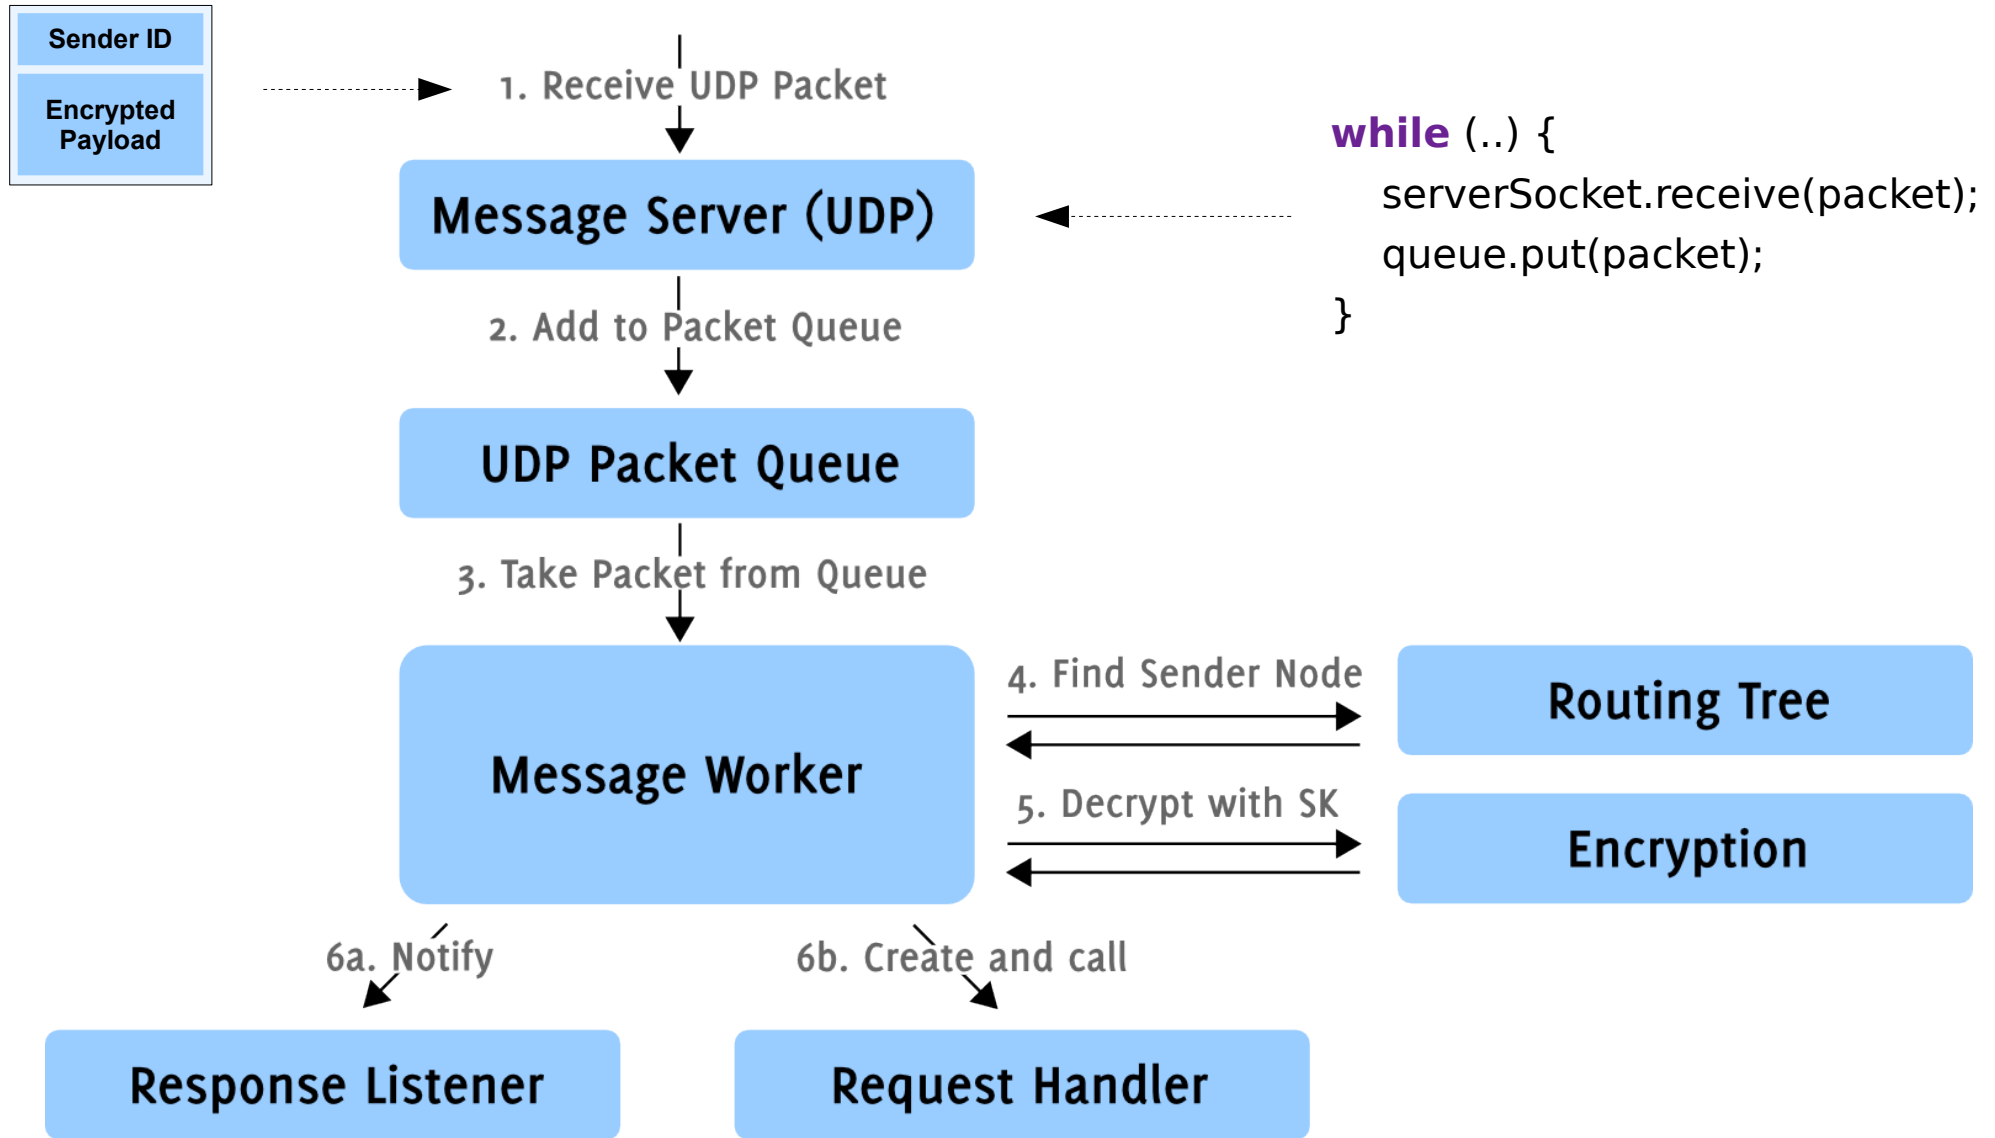 Sender ID
Encrypted
Payload
1. Receive UDP Packet
while (..) {
serverSocket.receive(packet);
queue.put(packet);
}
Message Server (UDP)
2. Add to Packet Queue
UDP Packet Queue
3. Take Packet from Queue
Message Worker
4. Find Sender Node
Routing Tree
5. Decrypt with SK
Encryption
6a. Notify
6b. Create and call
Response Listener
Request Handler